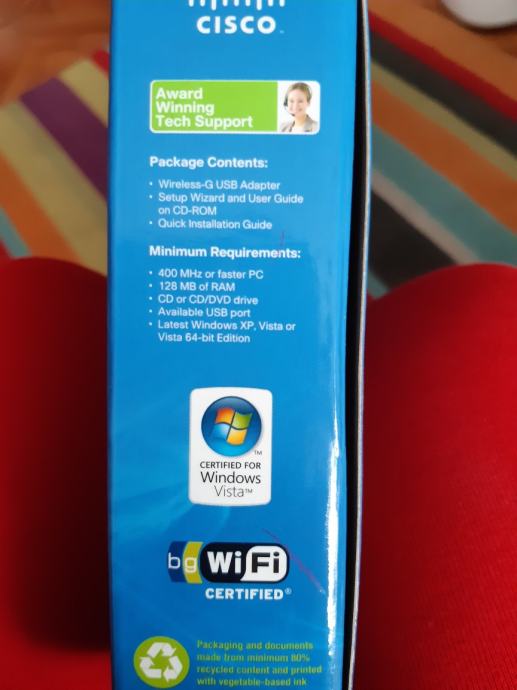 CISCO
Award
Winning
Tech Support
Package Contents:
• Wireless-G USB Adapter
• Setup Wizard and User Guide
on CD-ROM
• Quick Installation Guide
Minimum Requirements:
• 400 MHz or faster PC
• 128 MB of RAM
• CD or CD/DVD drive
• Available USB port
• Latest Windows XP, Vista or
Vista 64-bit Edition
TM
CERTIFIED FOR
Windows
Vista™
bg WiFi
CERTIFIED®
Packaging and documents
made from minimum 80%
recycled content and printed
with vegetable-based ink